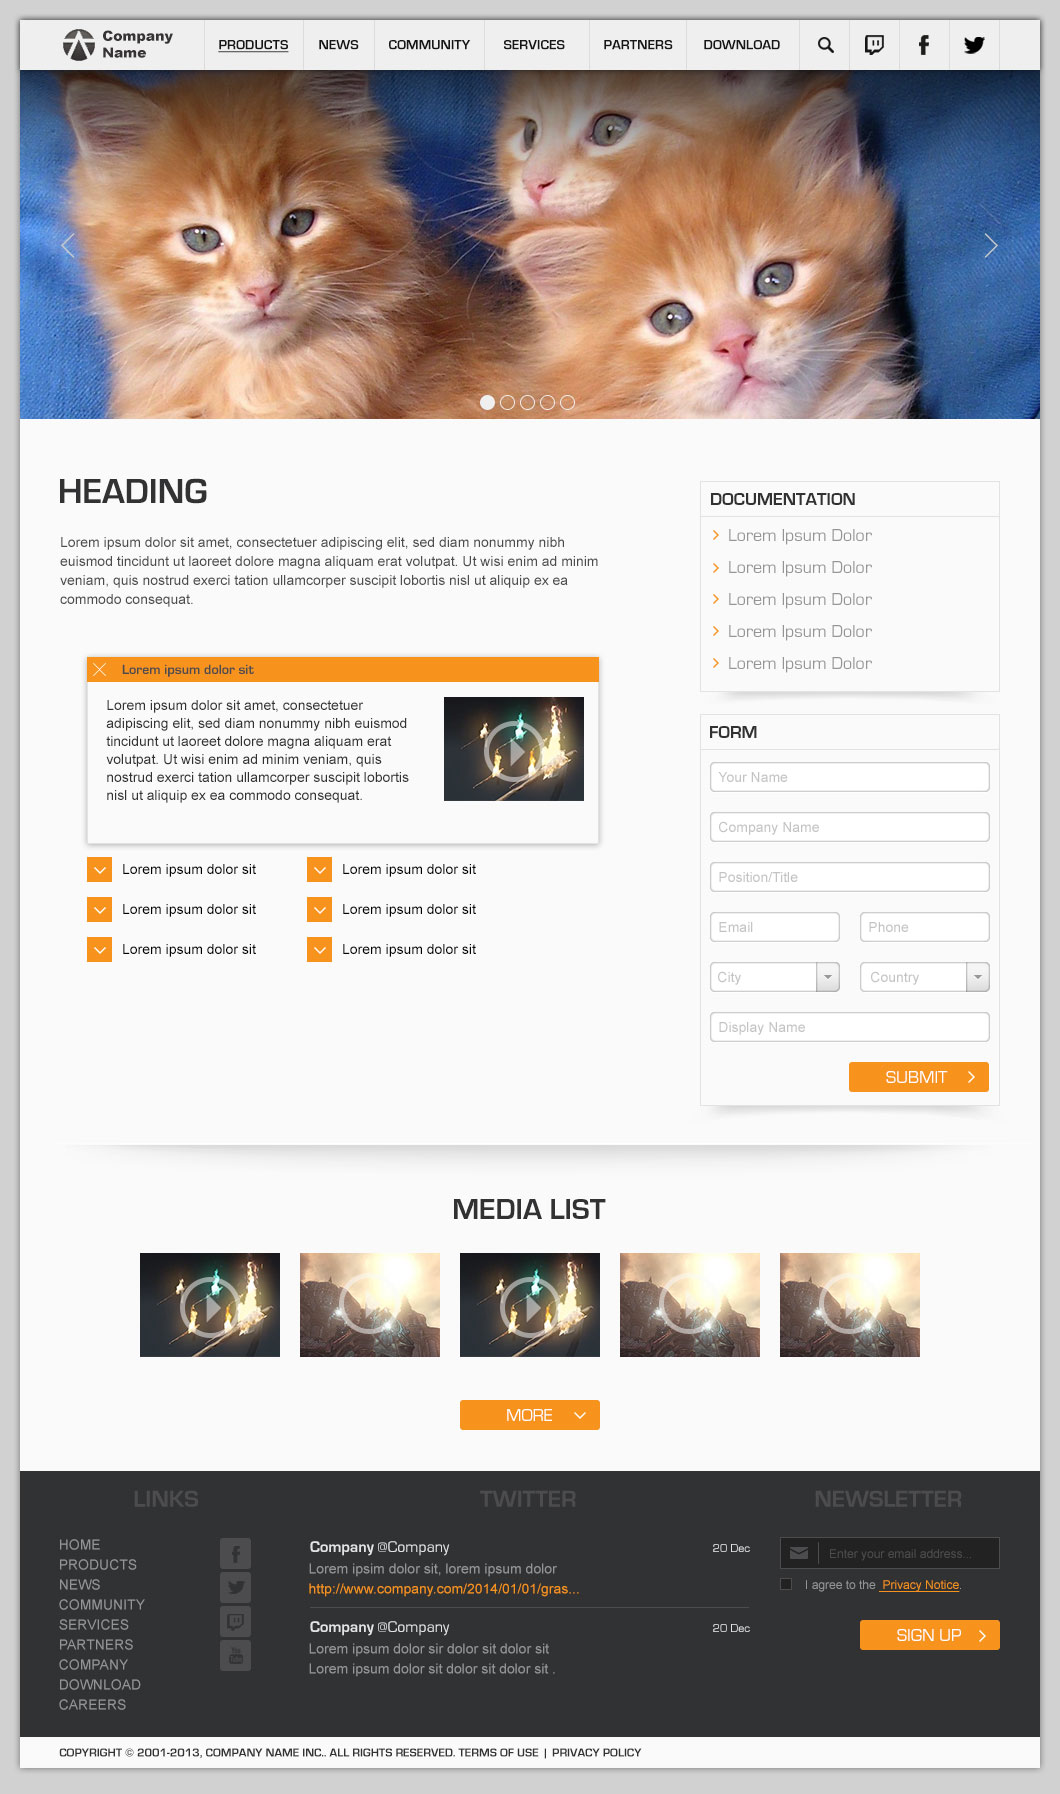 Company
Name
PRODUCTS NEWS COMMUNITY SERVICES PARTNERS DOWNLOAD
HEADING
Lorem ipsum dolor sit amet, consectetuer adipiscing elit, sed diam nonummy nibh
euismod tincidunt ut laoreet dolore magna aliquam erat volutpat. Ut wisi enim ad minim
veniam, quis nostrud exerci tation ullamcorper suscipit lobortis nisl ut aliquip ex ea
commodo consequat.
Lorem ipsum dolor sit
Lorem ipsum dolor sit amet, consectetuer
adipiscing elit, sed diam nonummy nibh euismod
tincidunt ut laoreet dolore magna aliquam erat
volutpat. Ut wisi enim ad minim veniam, quis
nostrud exerci tation ullamcorper suscipit lobortis
nisl ut aliquip ex ea commodo consequat.
Lorem ipsum dolor sit Lorem ipsum dolor sit
Lorem ipsum dolor sit Lorem ipsum dolor sit
Lorem ipsum dolor sit Lorem ipsum dolor sit
DOCUMENTATION
Lorem Ipsum Dolor
Lorem Ipsum Dolor
Lorem Ipsum Dolor
Lorem Ipsum Dolor
Lorem Ipsum Dolor
FORM
Your Name
Company Name
Position/Title
Email Phone
City Country
Display Name
SUBMIT
MEDIA LIST
MORE
LINKS
HOME
PRODUCTS
NEWS
COMMUNITY
SERVICES
PARTNERS
COMPANY
DOWNLOAD
CAREERS
You Tube
TWITTER
Company @Company 20 Dec
Lorem ipsim dolor sit, lorem ipsum dolor
http://www.company.com/2014/01/01/gras...
Company @Company 20 Dec
Lorem ipsum dolor sir dolor sit dolor sit
Lorem ipsum dolor sit dolor sit dolor sit .
NEWSLETTER
Enter your email address...
I agree to the Privacy Notice.
SIGN UP
COPYRIGHT © 2001-2013, COMPANY NAME INC.. ALL RIGHTS RESERVED. TERMS OF USE | PRIVACY POLICY